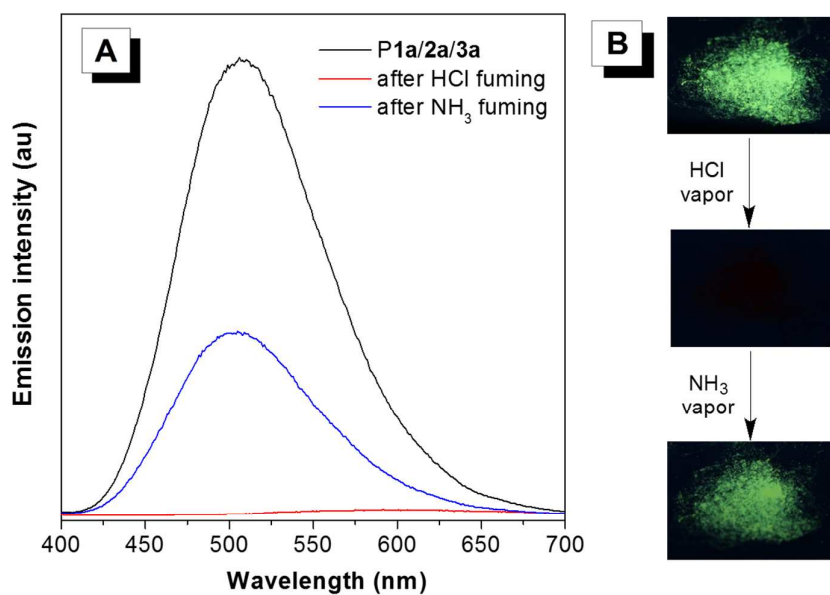 A
P1a/2a/3a
after HCl fuming
after NH3 fuming
Emission intensity (au)
400 450 500 550 600 650 700
Wavelength (nm)
B
HCl
vapor
NH3
vapor